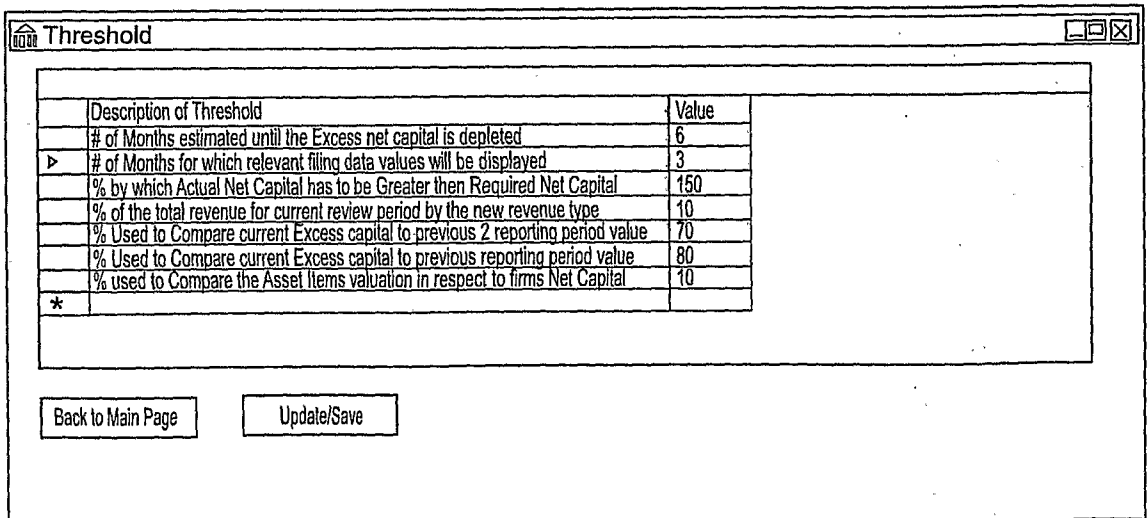 Threshold
Description of Threshold Value
# of Months estimated until the Excess net capital is depleted 6
# of Months for which relevant filing data values will be displayed 3
% by which Actual Net Capital has to be Greater then Required Net Capital 150
% of the total revenue for current review period by the new revenue type 10
% Used to Compare current Excess capital to previous 2 reporting period value 70
% Used to Compare current Excess capital to previous reporting period value 80
% used to Compare the Asset Items valuation in respect to firms Net Capital 10
*
Back to Main Page Update/Save